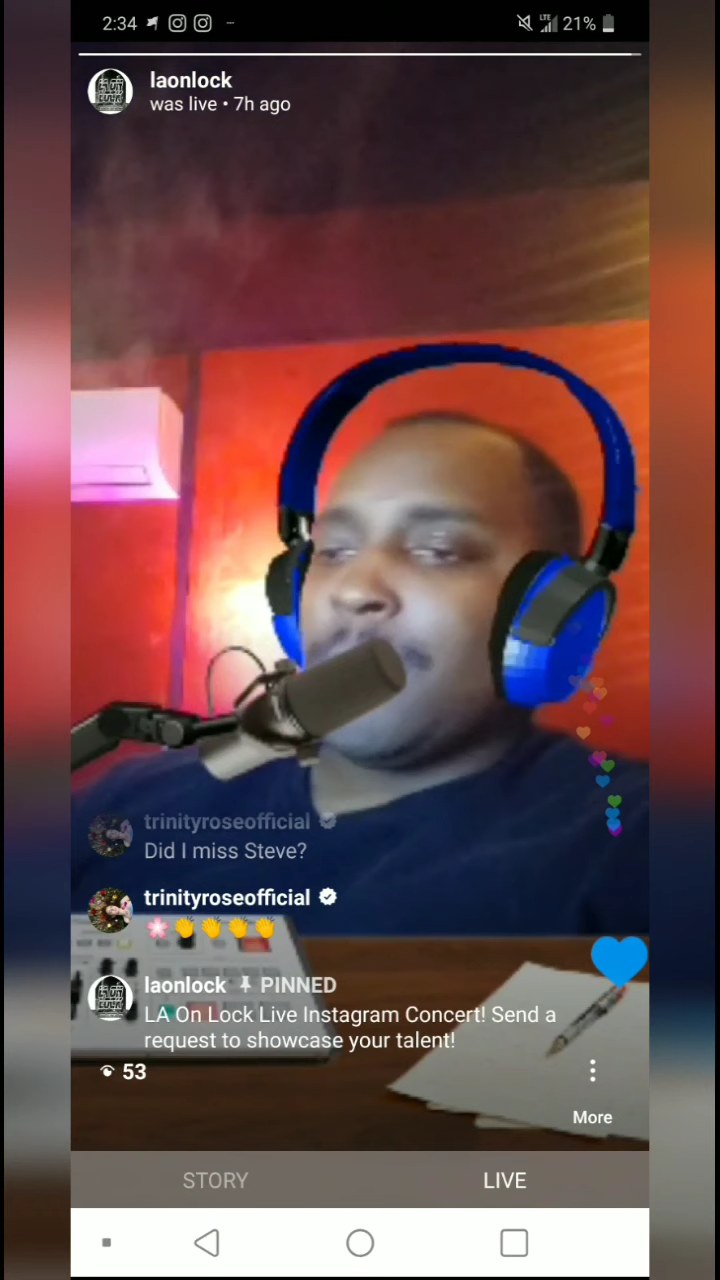 2:34
LTE
21%
laonlock
was live • 7h ago
trinityroseofficial
Did I miss Steve?
trinityroseofficial
🌸👏👏👏👏
laonlock PINNED
LA On Lock Live Instagram Concert! Send a
request to showcase your talent!
53
More
STORY
LIVE